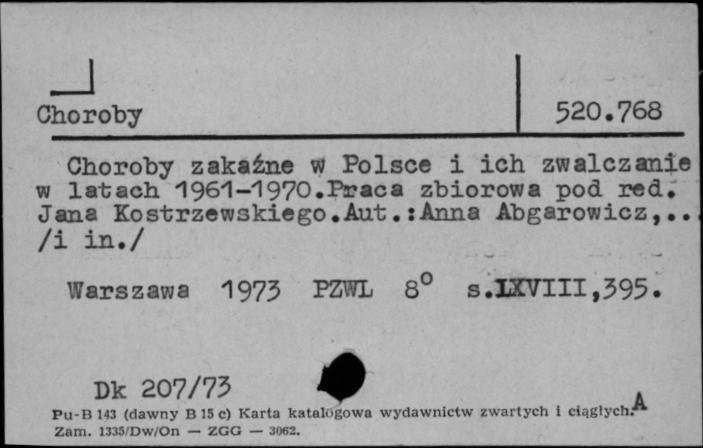 Choroby 520.768
Choroby zakaźne w Polsce i ich zwalczanie
w latach 1961-1970.Praca zbiorowa pod red.
Jana Kostrzewskiego.Aut.:Anna Abgarowicz,...
/i in./
Warszawa 1973 PZWL 8° s.LXVIII,395.
Dk 207/73
A
Pu-B 143 (dawny B 15 c) Karta katalogowa wydawnictw zwartych i ciągłych.
Zam. 1335/Dw/On — ZGG — 3062.